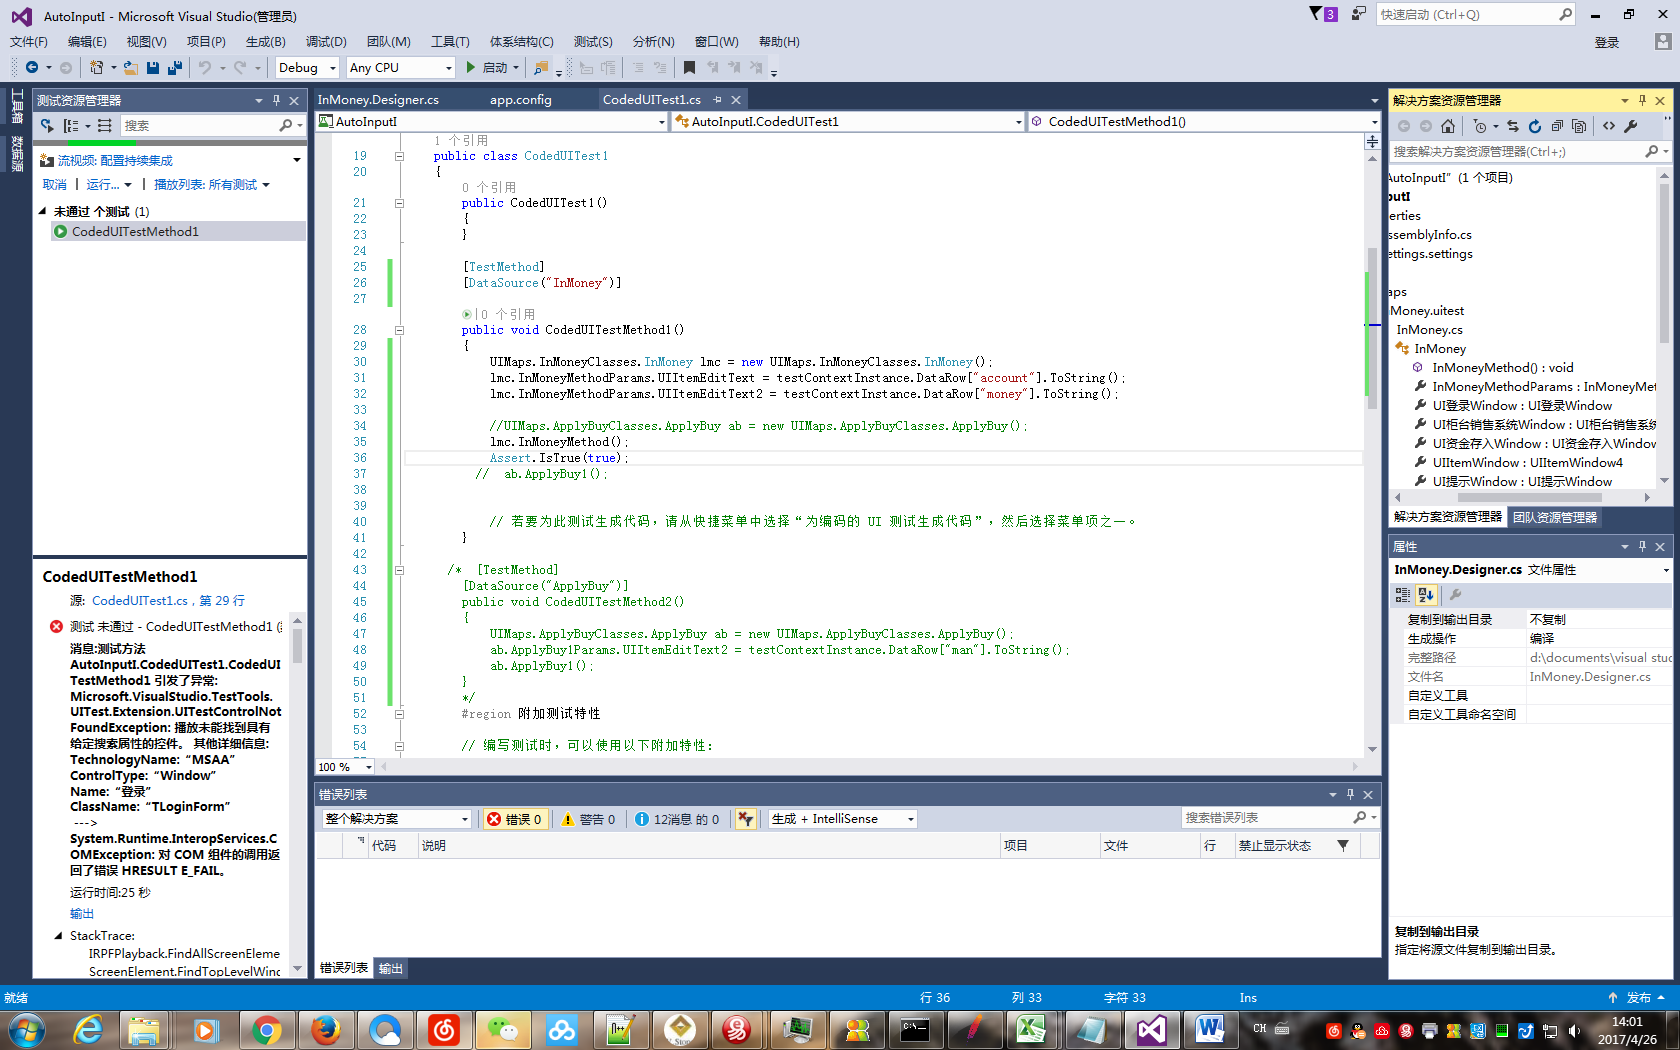 AutoInputI - Microsoft Visual Studio(管理员)
3
快速启动 (Ctrl+Q)
文件(F) 编辑(E) 视图(V) 项目(P) 生成(B) 调试(D) 团队(M) 工具(T) 体系结构(C) 测试(S) 分析(N) 窗口(W) 帮助(H)
登录
Debug Any CPU 启动
工具箱
数据源
测试资源管理器
搜索
流视频: 配置持续集成
取消 | 运行... | 播放列表: 所有测试
未通过 个测试 (1)
CodedUITestMethod1
CodedUITestMethod1
源: CodedUITest1.cs , 第 29 行
测试 未通过 - CodedUITestMethod1
消息:测试方法
AutoInputI.CodedUITest1.CodedUI
TestMethod1 引发了异常:
Microsoft.VisualStudio.TestTools.
UITest.Extension.UITestControlNot
FoundException: 播放未能找到具有
给定搜索属性的控件。 其他详细信息:
TechnologyName: “MSAA”
ControlType: “Window”
Name: “登录”
ClassName: “TLoginForm”
--->
System.Runtime.InteropServices.C
OMException: 对 COM 组件的调用返
回了错误 HRESULT E_FAIL。
运行时间:25 秒
输出
StackTrace:
IRPFPlayback.FindAllScreenEleme
ScreenElement.FindTopLevelWinc
InMoney.Designer.cs app.config CodedUITest1.cs
AutoInputI AutoInputI.CodedUITest1 CodedUITestMethod1()
1 个引用
19 public class CodedUITest1
20 {
0 个引用
21 public CodedUITest1()
22 {
23 }
24
25 [TestMethod]
26 [DataSource("InMoney")]
27
|0 个引用
28 public void CodedUITestMethod1()
29 {
30 UIMaps.InMoneyClasses.InMoney lmc = new UIMaps.InMoneyClasses.InMoney();
31 lmc.InMoneyMethodParams.UIItemEditText = testContextInstance.DataRow["account"].ToString();
32 lmc.InMoneyMethodParams.UIItemEditText2 = testContextInstance.DataRow["money"].ToString();
33
34 //UIMaps.ApplyBuyClasses.ApplyBuy ab = new UIMaps.ApplyBuyClasses.ApplyBuy();
35 lmc.InMoneyMethod();
36 Assert.IsTrue(true);
37 // ab.ApplyBuy1();
38
39
40 // 若要为此测试生成代码，请从快捷菜单中选择“为编码的 UI 测试生成代码”，然后选择菜单项之一。
41 }
42
43 /* [TestMethod]
44 [DataSource("ApplyBuy")]
45 public void CodedUITestMethod2()
46 {
47 UIMaps.ApplyBuyClasses.ApplyBuy ab = new UIMaps.ApplyBuyClasses.ApplyBuy();
48 ab.ApplyBuy1Params.UIItemEditText2 = testContextInstance.DataRow["man"].ToString();
49 ab.ApplyBuy1();
50 }
51 */
52 #region 附加测试特性
53
54 // 编写测试时，可以使用以下附加特性:
100 %
错误列表
整个解决方案 错误 0 警告 0 12消息 的 0 生成 + IntelliSense 搜索错误列表
代码 说明 项目 文件 行 禁止显示状态
错误列表 输出
解决方案资源管理器
搜索解决方案资源管理器(Ctrl+;)
AutoInputI" (1 个项目)
putI
erties
ssemblyInfo.cs
ettings.settings
aps
nMoney.uitest
InMoney.cs
InMoney
InMoneyMethod() : void
InMoneyMethodParams : InMoneyMet
UI登录Window : UI登录Window
UI柜台销售系统Window : UI柜台销售系统
UI资金存入Window : UI资金存入Window
UIItemWindow : UIItemWindow4
UI提示Window : UI提示Window
解决方案资源管理器 团队资源管理器
属性
InMoney.Designer.cs 文件属性
复制到输出目录 不复制
生成操作 编译
完整路径 d:\documents\visual stuc
文件名 InMoney.Designer.cs
自定义工具
自定义工具命名空间
复制到输出目录
指定将源文件复制到输出目录。
就绪 行 36 列 33 字符 33 Ins 发布
CH
14:01
2017/4/26